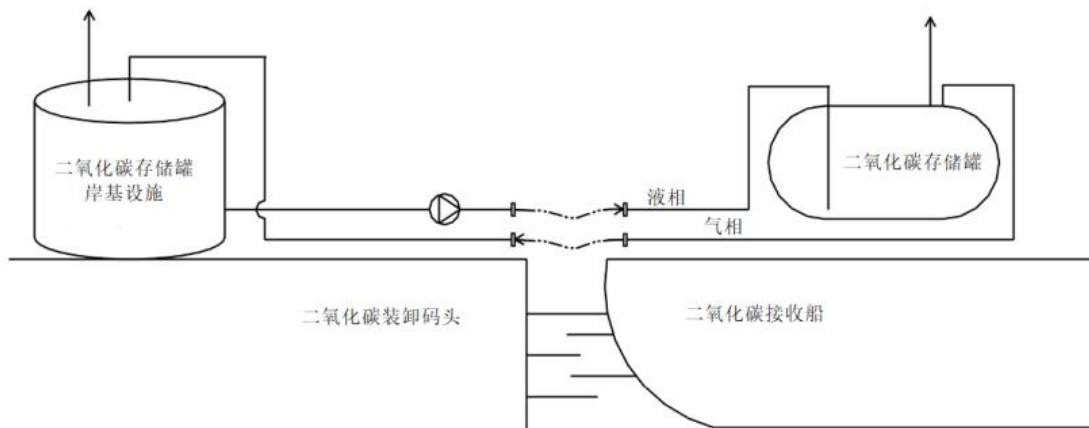 二氧化碳存储罐
岸基设施
二氧化碳存储罐
液相
气相
二氧化碳装卸码头
二氧化碳接收船